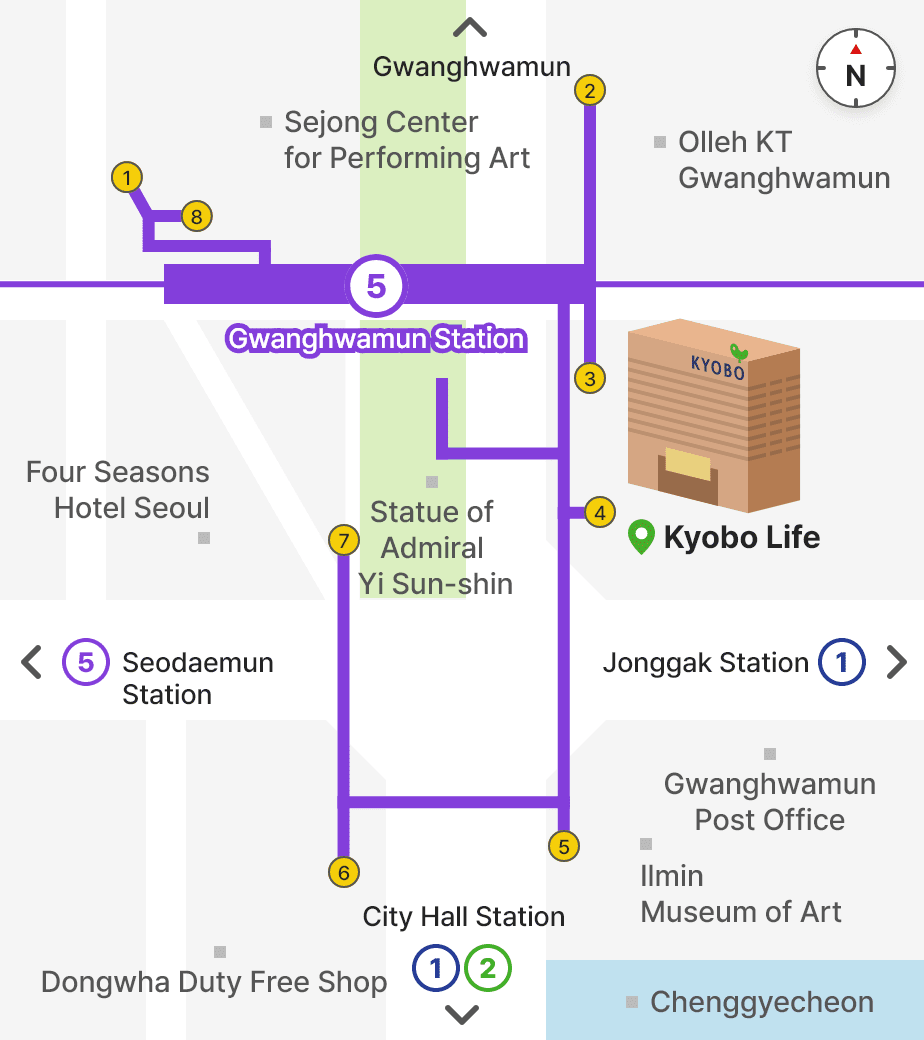 Gwanghwamun
N
2
Sejong Center
for Performing Art
Olleh KT
Gwanghwamun
1
8
5
Gwanghwamun Station
KYOBO
3
Four Seasons
Hotel Seoul
Statue of
Admiral
Yi Sun-shin
7
4
Kyobo Life
5
Seodaemun
Station
Jonggak Station
1
Gwanghwamun
Post Office
5
6
Ilmin
Museum of Art
City Hall Station
1
2
Dongwha Duty Free Shop
Chenggyecheon